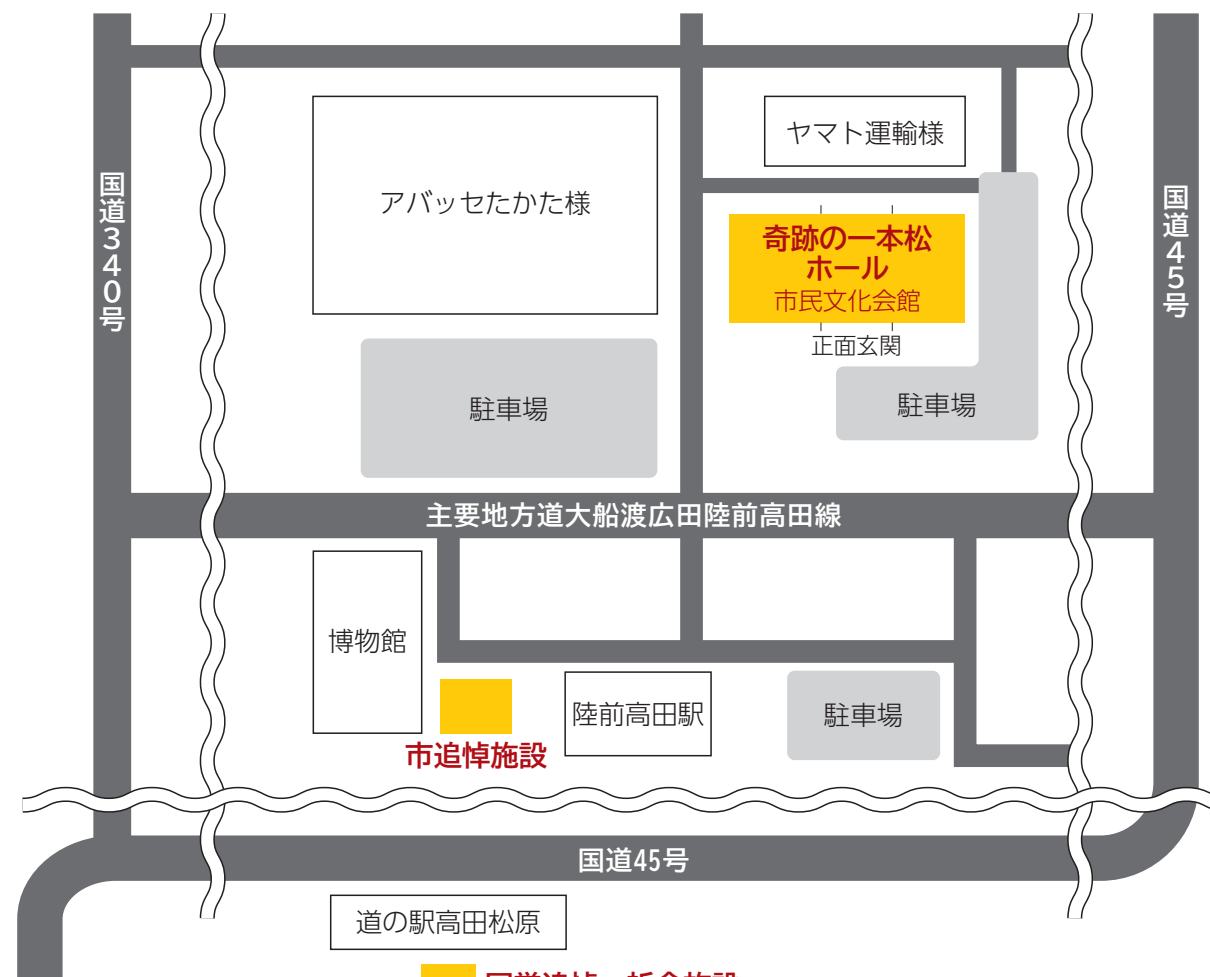 ヤマト運輸様
アバッセたかた様
国道340号
国道45号
奇跡の一本松
ホール
市民文化会館
正面玄関
駐車場
駐車場
主要地方道大船渡広田陸前高田線
博物館
陸前高田駅
駐車場
市追悼施設
国道45号
道の駅高田松原